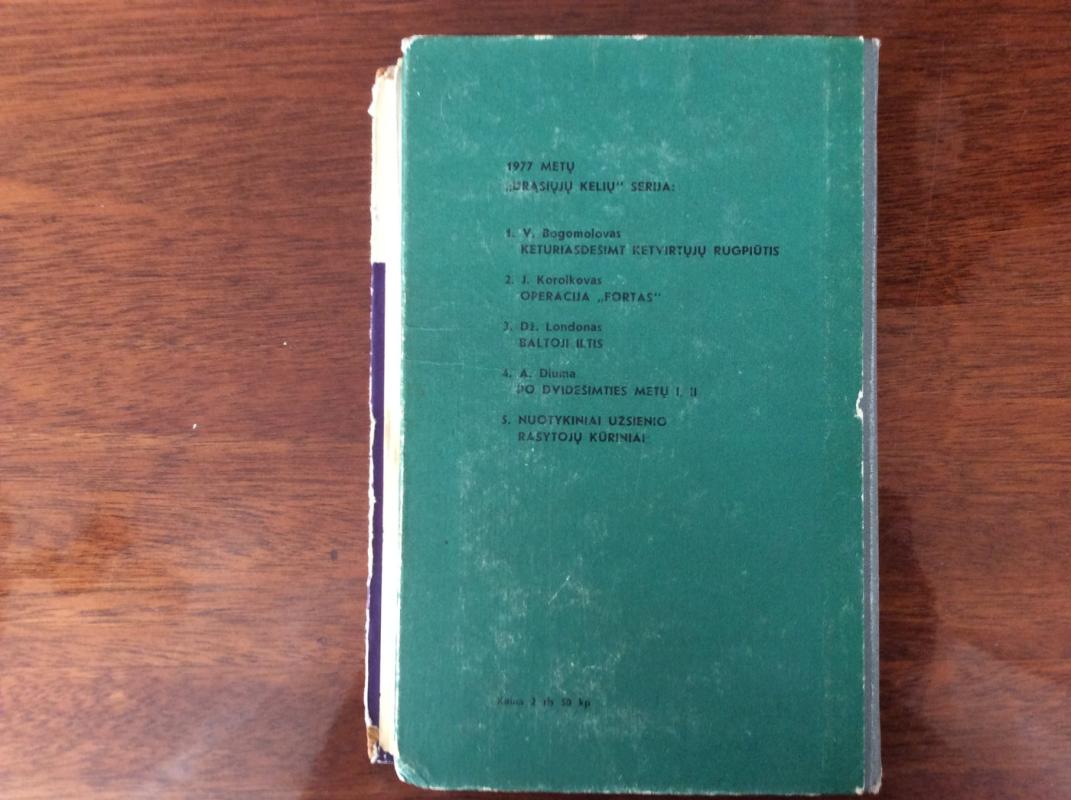 1977 METŲ
„DRĄSIŲJŲ KELIŲ" SERIJA:
1. V. Bogomolovas
KETURIASDEŠIMT KETVIRTŲJŲ RUGPIŪTIS
2. J. Korolkovas
OPERACIJA „FORTAS"
3. Dž. Londonas
BALTOJI ILTIS
4. A. Diuma
PO DVIDEŠIMTIES METŲ I, II
5. NUOTYKINIAI UŽSIENIO
RAŠYTOJŲ KŪRINIAI
Kaina 2 rb 50 kp